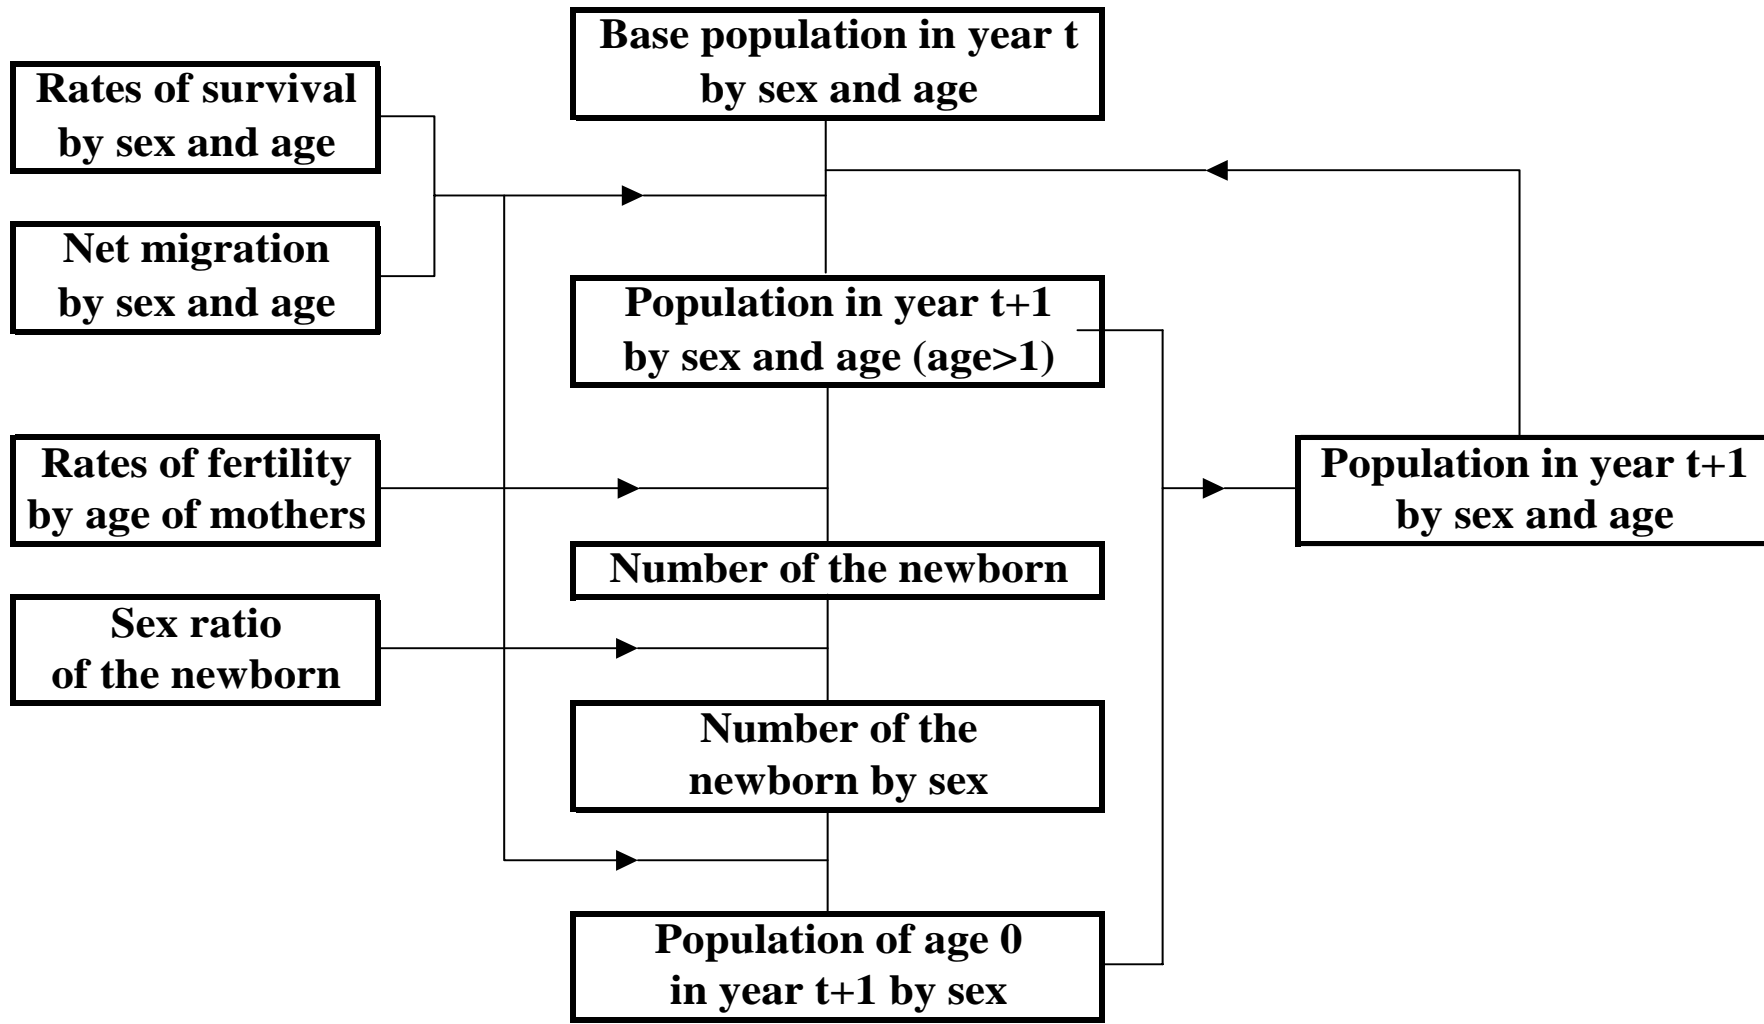 Base population in year t
by sex and age
Rates of survival
by sex and age
Net migration
by sex and age
Population in year t+1
by sex and age (age>1)
Rates of fertility
by age of mothers
Population in year t+1
by sex and age
Number of the newborn
Sex ratio
of the newborn
Number of the
newborn by sex
Population of age 0
in year t+1 by sex